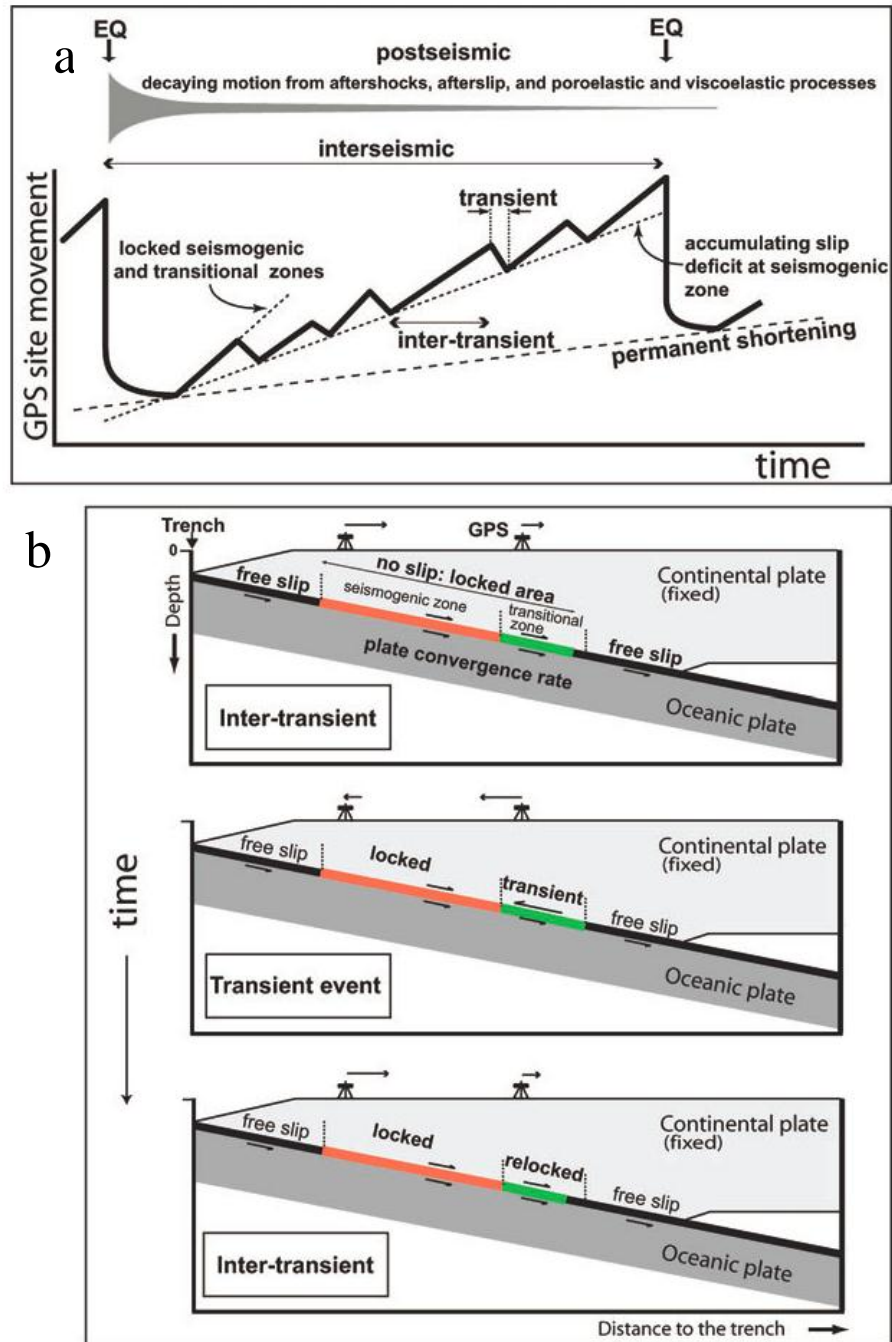 a
EQ
EQ
postseismic
decaying motion from aftershocks, afterslip, and poroelastic and viscoelastic processes
interseismic
GPS site movement
transient
locked seismogenic
and transitional zones
accumulating slip
deficit at seismogenic
zone
inter-transient
permanent shortening
time
b
Trench
GPS
0
Depth
free slip
no slip: locked area
seismogenic zone
transitional
zone
Continental plate
(fixed)
free slip
plate convergence rate
Oceanic plate
Inter-transient
time
free slip
locked
transient
Continental plate
(fixed)
free slip
Oceanic plate
Transient event
free slip
locked
relocked
Continental plate
(fixed)
free slip
Oceanic plate
Inter-transient
Distance to the trench